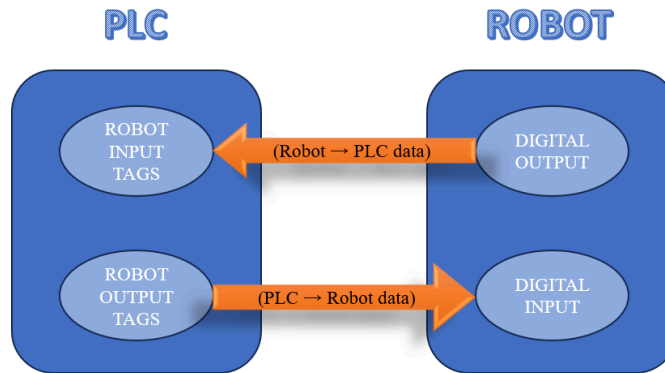 PLC
ROBOT
ROBOT
INPUT
TAGS
(Robot → PLC data)
DIGITAL
OUTPUT
ROBOT
OUTPUT
TAGS
(PLC → Robot data)
DIGITAL
INPUT